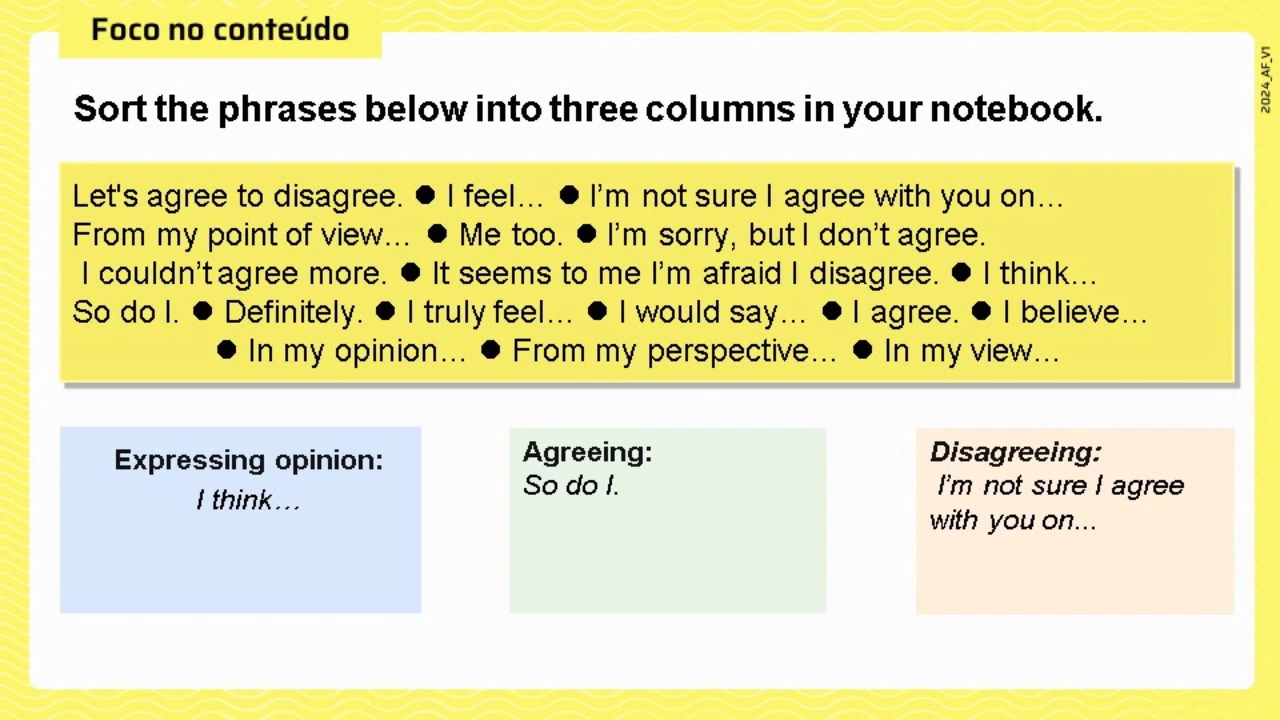 Foco no conteúdo
2024_AF_V1
Sort the phrases below into three columns in your notebook.
Let's agree to disagree. ● I feel... ● I’m not sure I agree with you on...
From my point of view... ● Me too. ● I’m sorry, but I don’t agree.
I couldn’t agree more. ● It seems to me I’m afraid I disagree. ● I think...
So do I. ● Definitely. ● I truly feel... ● I would say... ● I agree. ● I believe...
● In my opinion... ● From my perspective... ● In my view...
Expressing opinion:
I think...
Agreeing:
So do I.
Disagreeing:
I’m not sure I agree
with you on...